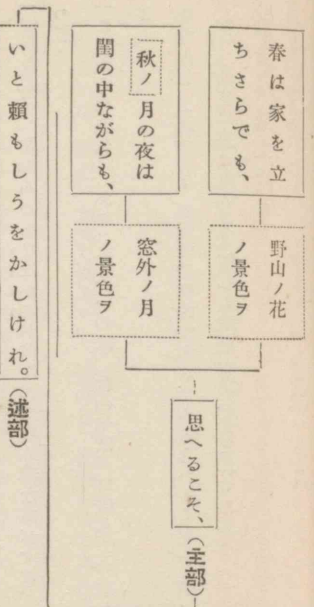 春は家を立
ちさらでも、
野山ノ花
ノ景色ヲ
秋ノ月の夜は
閨の中ながらも、
窓外ノ月
ノ景色ヲ
思へるこそ、
(主部)
いと頼もしうをかしけれ。
(述部)